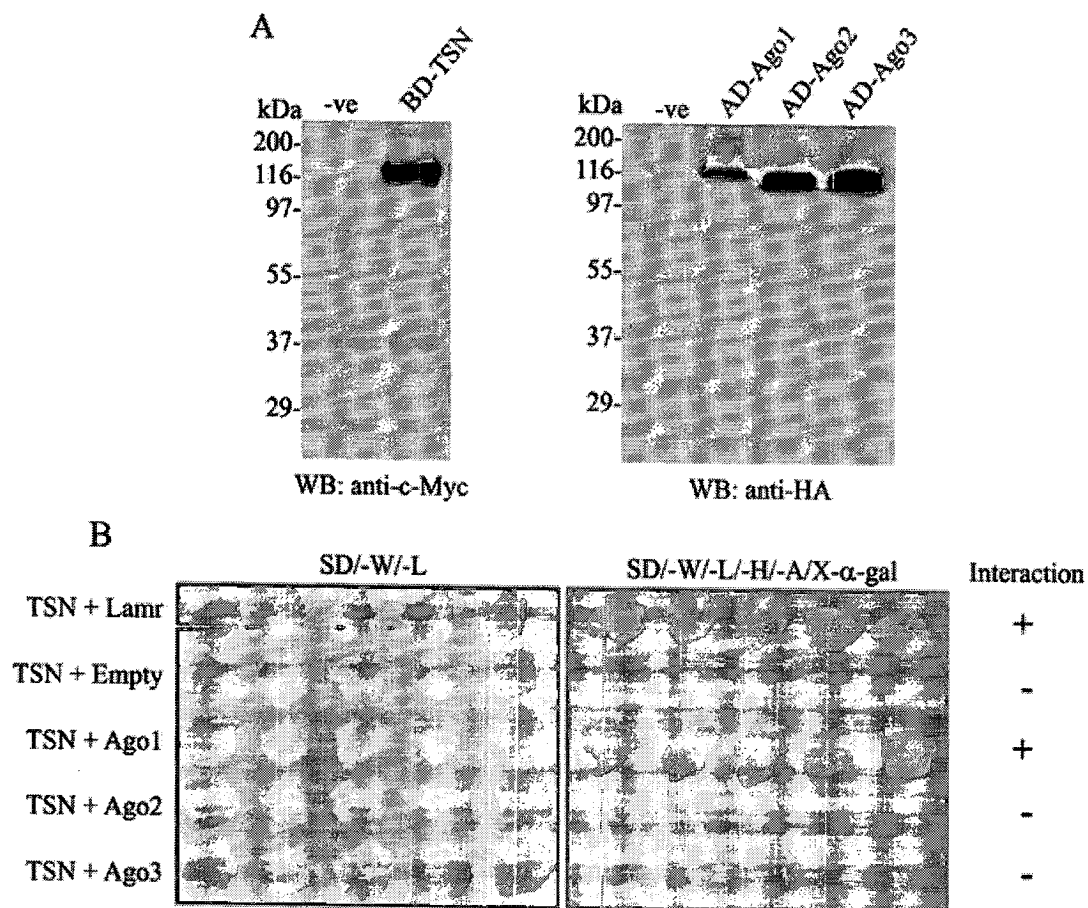 A
kDa
-ve
BD-TSN
200-
116-
97-
55-
37-
29-
WB: anti-c-Myc
kDa
-ve
AD-Ago1
AD-Ago2
AD-Ago3
200-
116-
97-
55-
37-
29-
WB: anti-HA
B
SD/-W/-L
SD/-W/-L/-H/-A/X-α-gal
Interaction
TSN + Lamr
+
TSN + Empty
-
TSN + Ago1
+
TSN + Ago2
-
TSN + Ago3
-